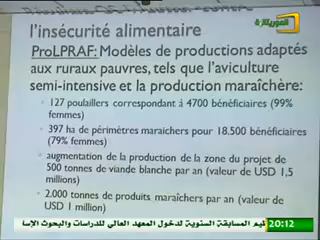 الموريتانية
l'insécurité alimentaire
ProLPRAF: Modèles de productions adaptés
aux ruraux pauvres, tels que l'aviculture
semi-intensive et la production maraîchère:
• 127 poulaillers correspondant à 4700 bénéficiaires (99%
femmes)
• 397 ha de périmètres maraichers pour 18.500 bénéficiaires
(79% femmes)
• augmentation de la production de la zone du projet de
500 tonnes de viande blanche par an (valeur de USD 1,5
millions)
• 2.000 tonnes de produits maraîchers par an (valeur de
USD 1 million)
ظيم المسابقة السنوية لدخول المعهد العالي للدراسات والبحوث الإسا
20:12